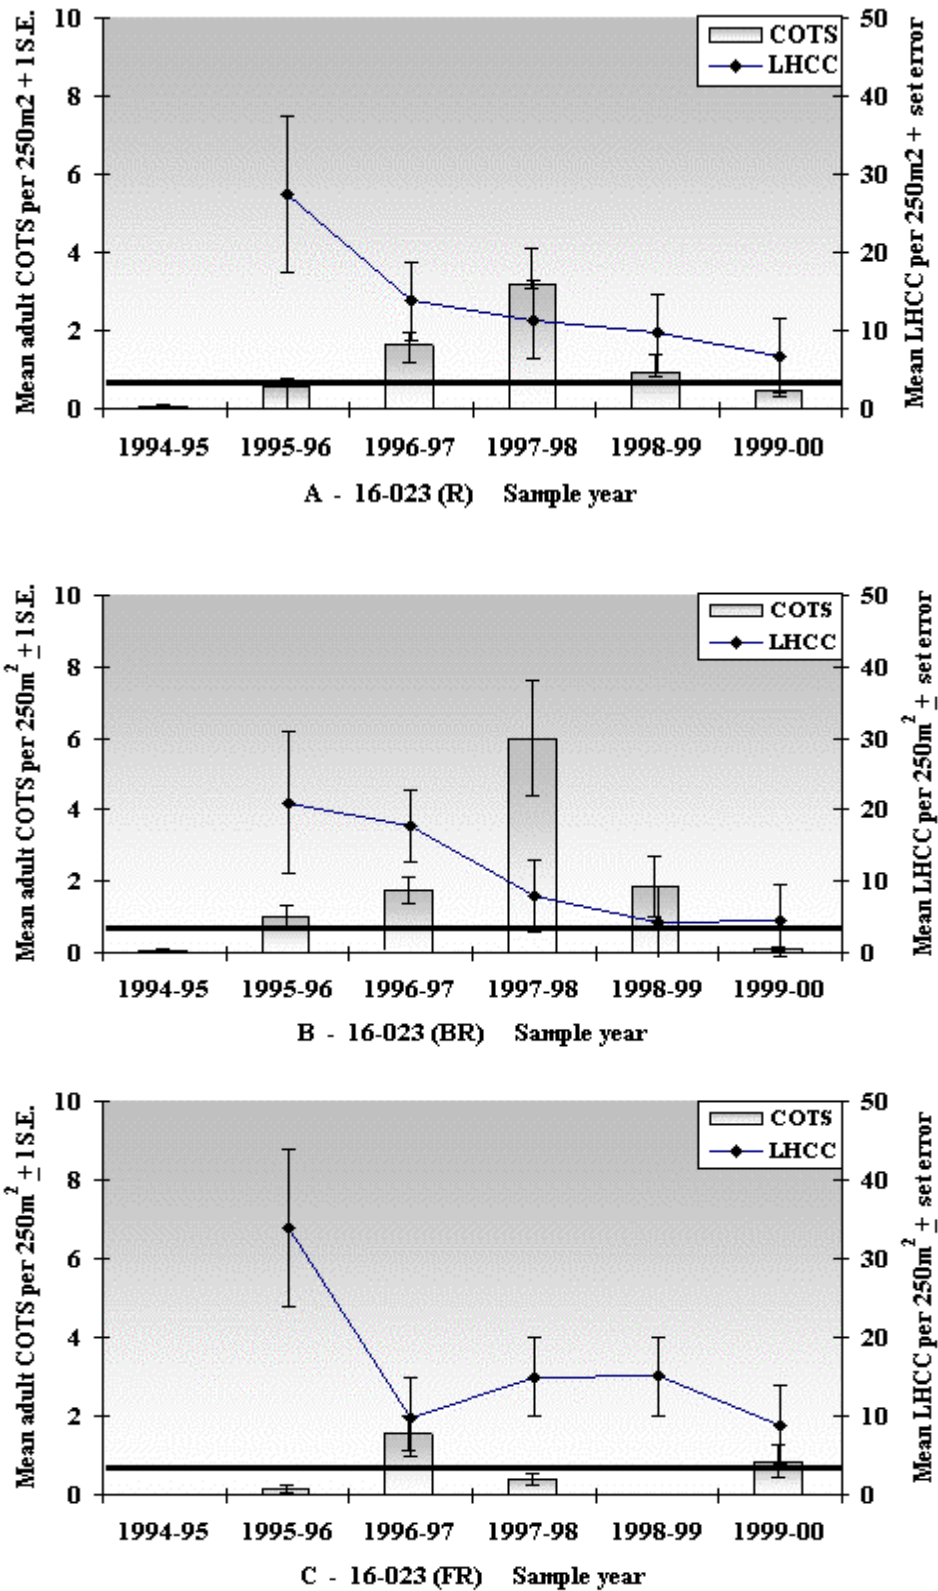 Mean adult COTS per 250m2 + 1 S.E.
10
8
6
4
2
0
COTS
LHCC
50
40
30
20
10
0
Mean LHCC per 250m2 + set error
1994-95 1995-96 1996-97 1997-98 1998-99 1999-00
A - 16-023 (R) Sample year
Mean adult COTS per 250m² ± 1 S.E.
10
8
6
4
2
0
COTS
LHCC
50
40
30
20
10
0
Mean LHCC per 250m² ± set error
1994-95 1995-96 1996-97 1997-98 1998-99 1999-00
B - 16-023 (BR) Sample year
Mean adult COTS per 250m² ± 1 S.E.
10
8
6
4
2
0
COTS
LHCC
50
40
30
20
10
0
Mean LHCC per 250m² ± set error
1994-95 1995-96 1996-97 1997-98 1998-99 1999-00
C - 16-023 (FR) Sample year